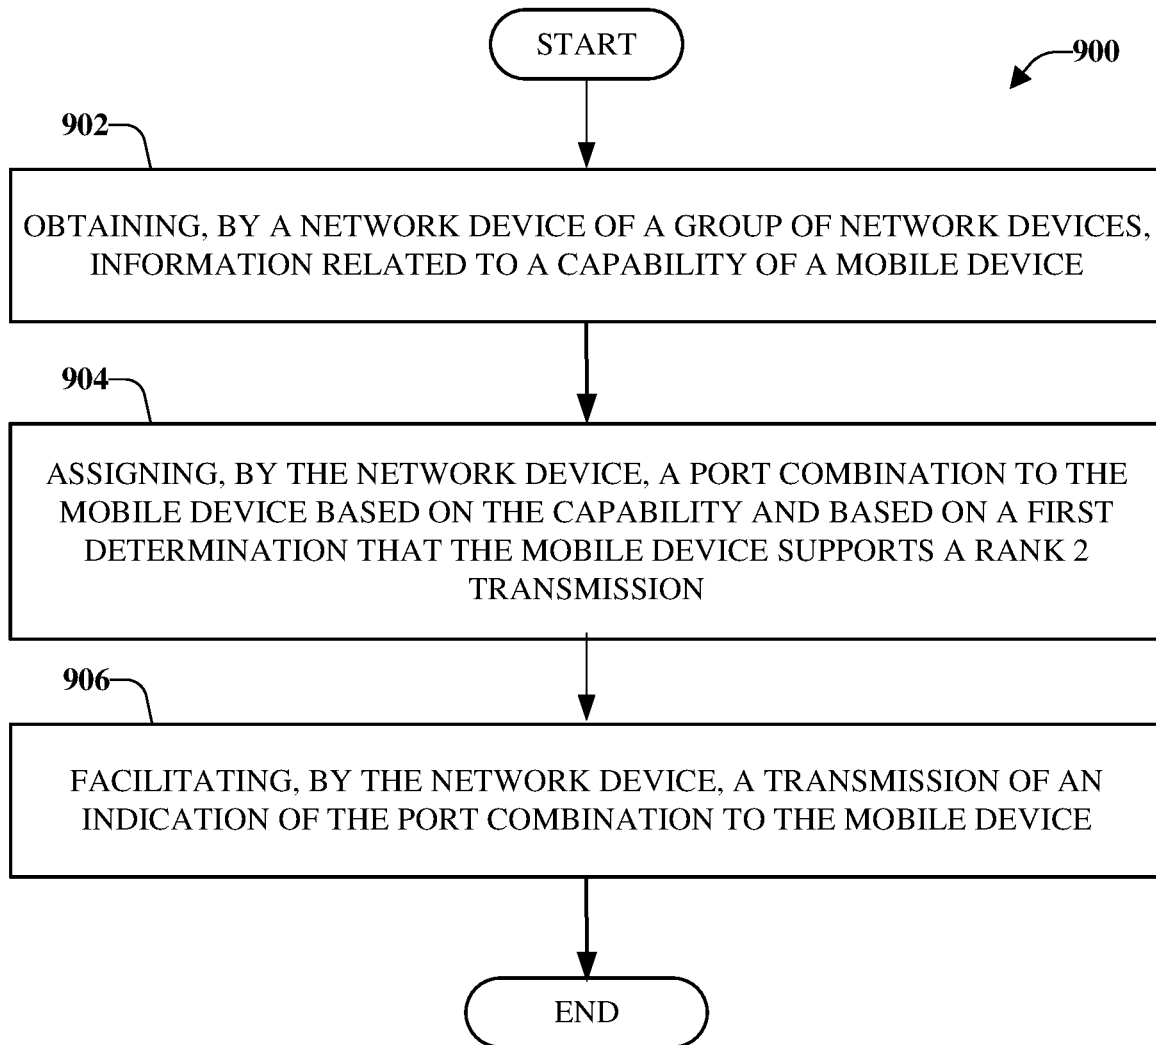 START
900
902
OBTAINING, BY A NETWORK DEVICE OF A GROUP OF NETWORK DEVICES,
INFORMATION RELATED TO A CAPABILITY OF A MOBILE DEVICE
904
ASSIGNING, BY THE NETWORK DEVICE, A PORT COMBINATION TO THE
MOBILE DEVICE BASED ON THE CAPABILITY AND BASED ON A FIRST
DETERMINATION THAT THE MOBILE DEVICE SUPPORTS A RANK 2
TRANSMISSION
906
FACILITATING, BY THE NETWORK DEVICE, A TRANSMISSION OF AN
INDICATION OF THE PORT COMBINATION TO THE MOBILE DEVICE
END